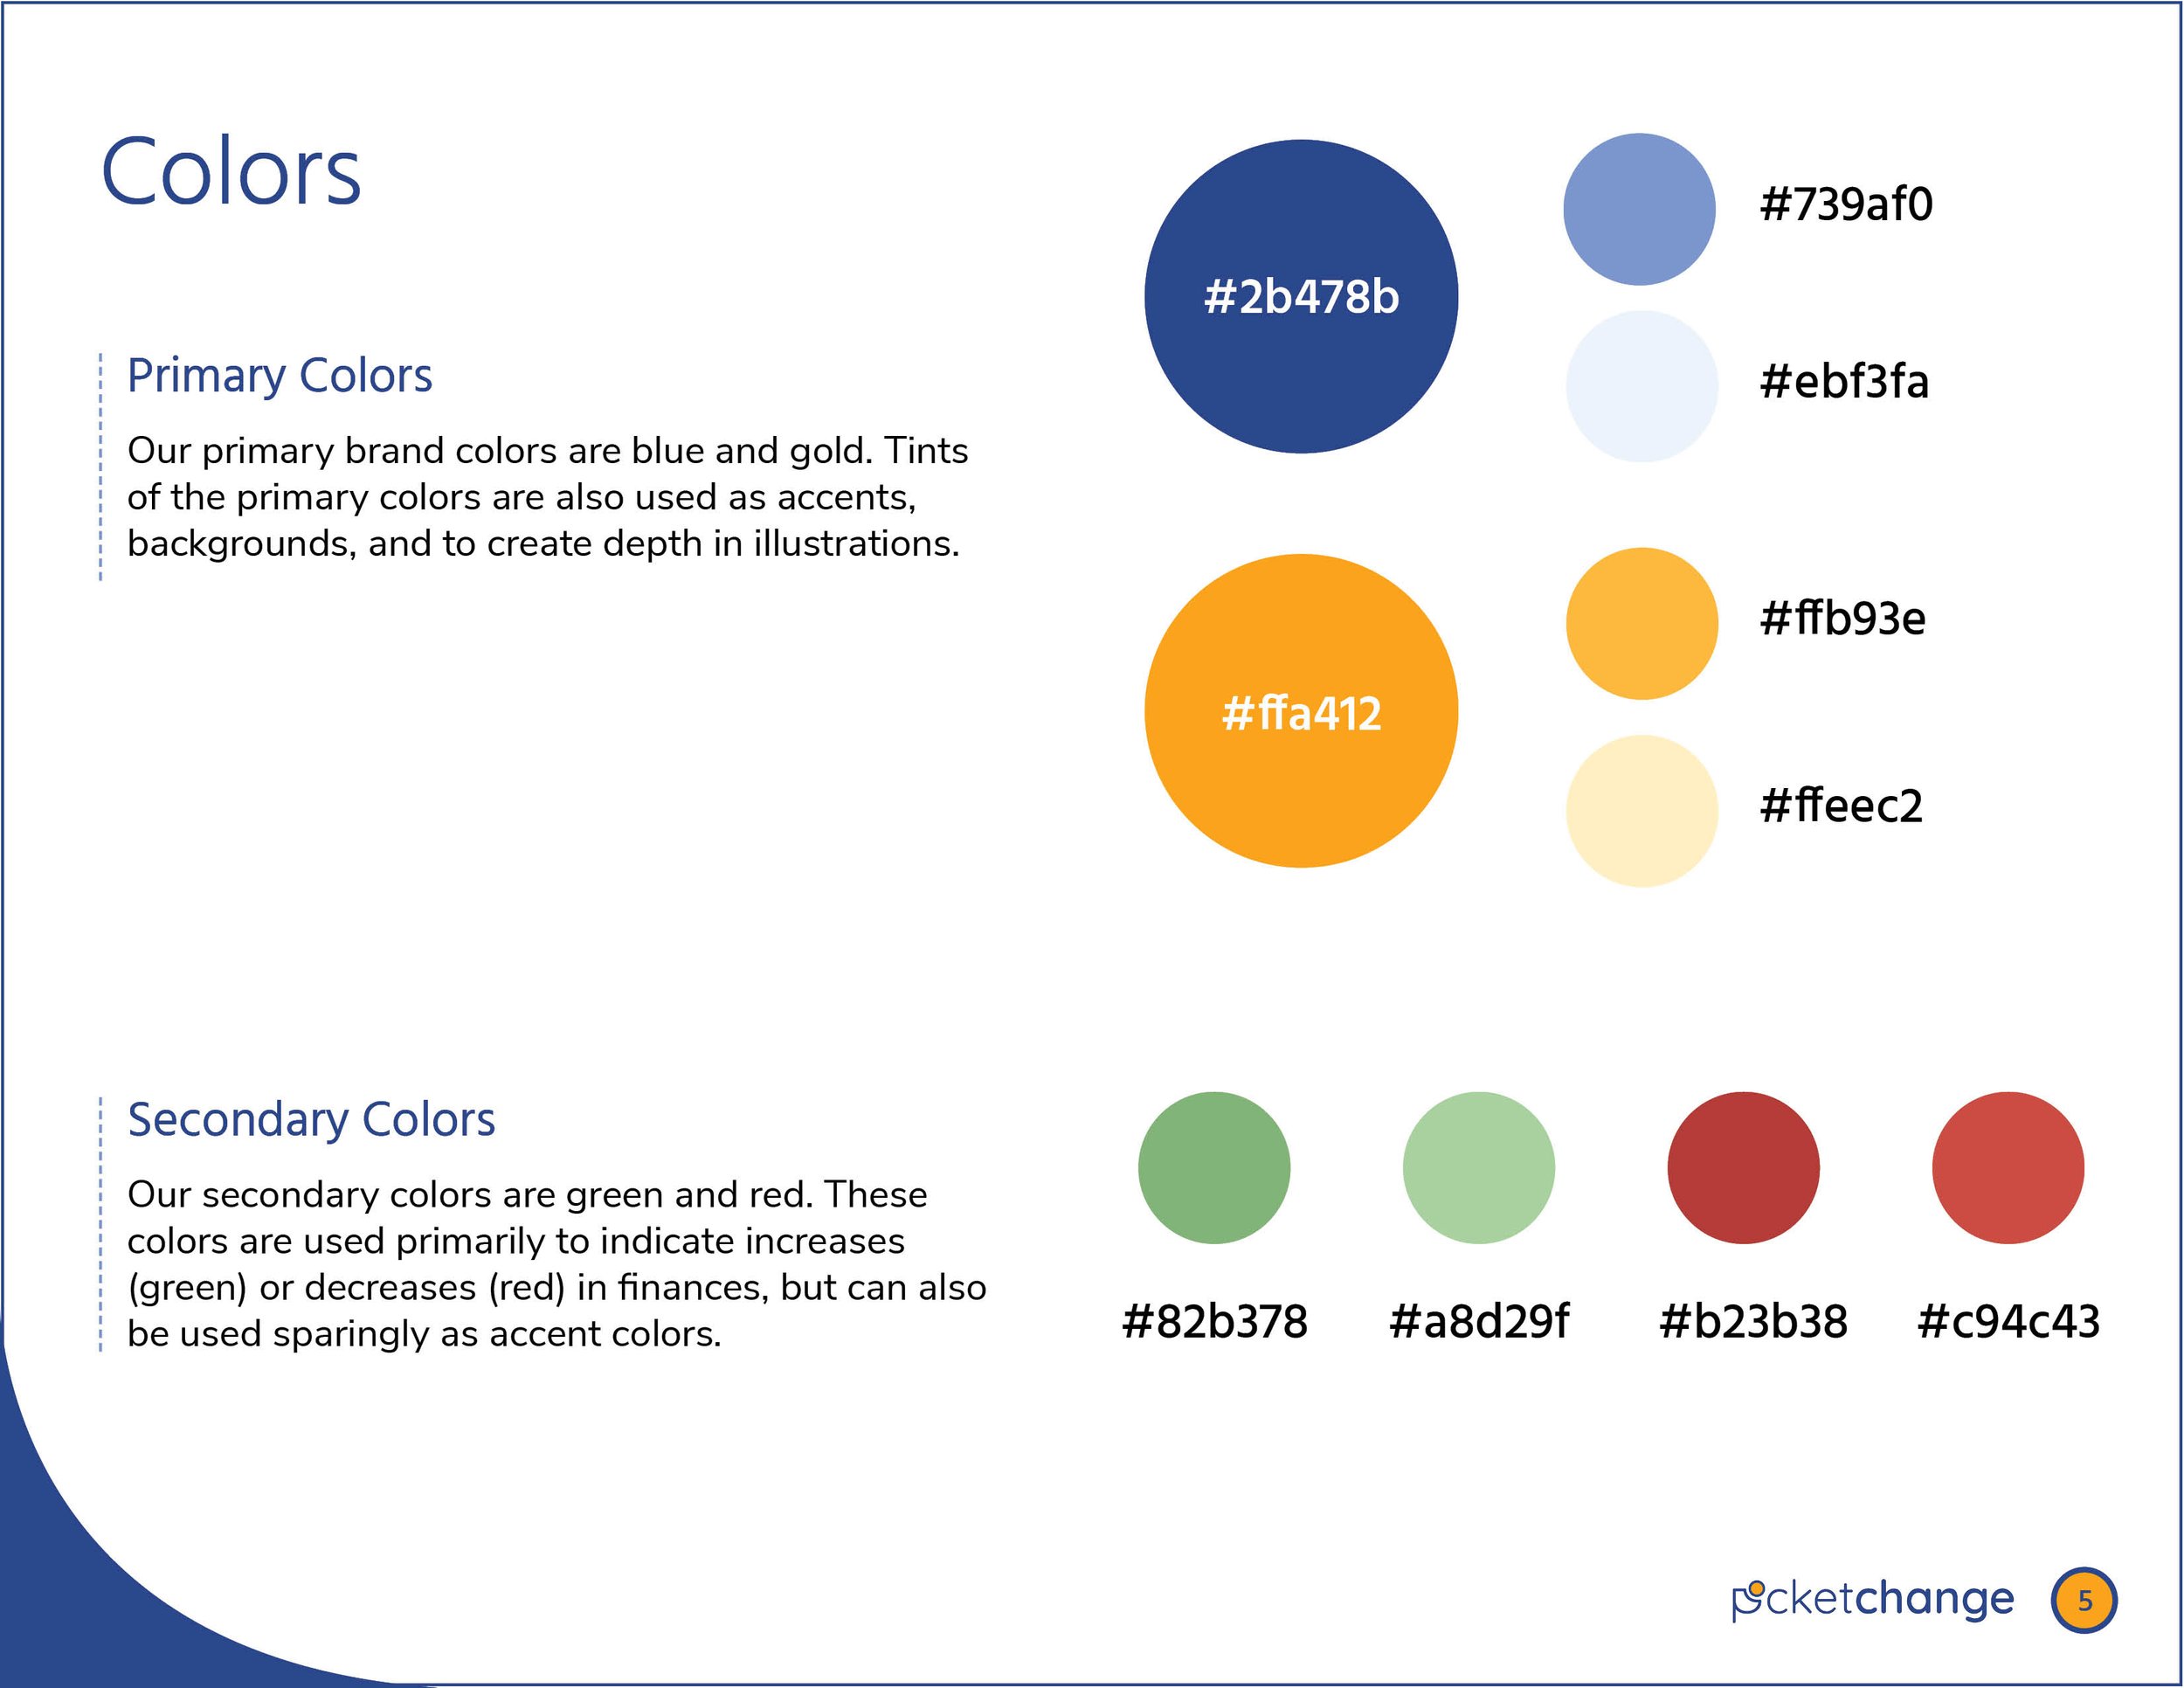 Colors
Primary Colors
Our primary brand colors are blue and gold. Tints
of the primary colors are also used as accents,
backgrounds, and to create depth in illustrations.
#2b478b
#739af0
#ebf3fa
#ffa412
#ffb93e
#ffeec2
Secondary Colors
Our secondary colors are green and red. These
colors are used primarily to indicate increases
(green) or decreases (red) in finances, but can also
be used sparingly as accent colors.
#82b378
#a8d29f
#b23b38
#c94c43
pocketchange
5